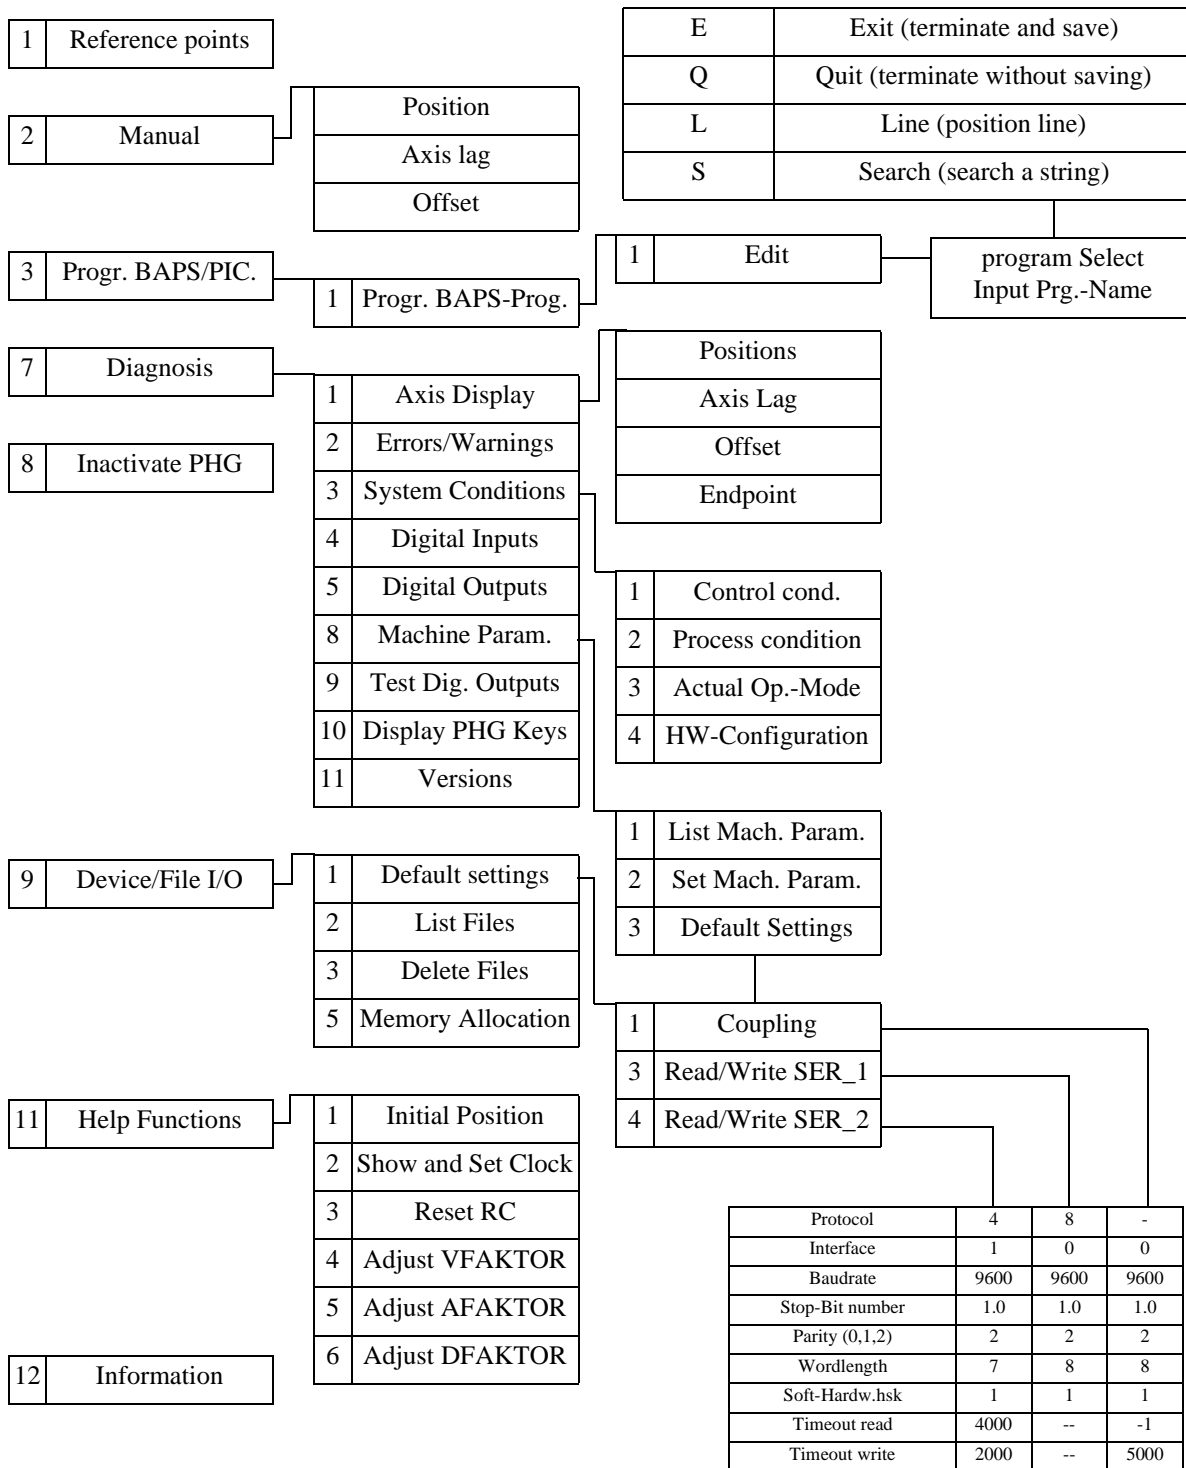 1 Reference points
E Exit (terminate and save)
Q Quit (terminate without saving)
L Line (position line)
S Search (search a string)
2 Manual
Position
Axis lag
Offset
3 Progr. BAPS/PIC.
1 Progr. BAPS-Prog.
1 Edit
program Select
Input Prg.-Name
7 Diagnosis
1 Axis Display
2 Errors/Warnings
3 System Conditions
4 Digital Inputs
5 Digital Outputs
8 Machine Param.
9 Test Dig. Outputs
10 Display PHG Keys
11 Versions
Positions
Axis Lag
Offset
Endpoint
8 Inactivate PHG
1 Control cond.
2 Process condition
3 Actual Op.-Mode
4 HW-Configuration
1 List Mach. Param.
2 Set Mach. Param.
3 Default Settings
9 Device/File I/O
1 Default settings
2 List Files
3 Delete Files
5 Memory Allocation
1 Coupling
3 Read/Write SER_1
4 Read/Write SER_2
11 Help Functions
1 Initial Position
2 Show and Set Clock
3 Reset RC
4 Adjust VFAKTOR
5 Adjust AFAKTOR
6 Adjust DFAKTOR
12 Information
Protocol 4 8 -
Interface 1 0 0
Baudrate 9600 9600 9600
Stop-Bit number 1.0 1.0 1.0
Parity (0,1,2) 2 2 2
Wordlength 7 8 8
Soft-Hardw.hsk 1 1 1
Timeout read 4000 -- -1
Timeout write 2000 -- 5000